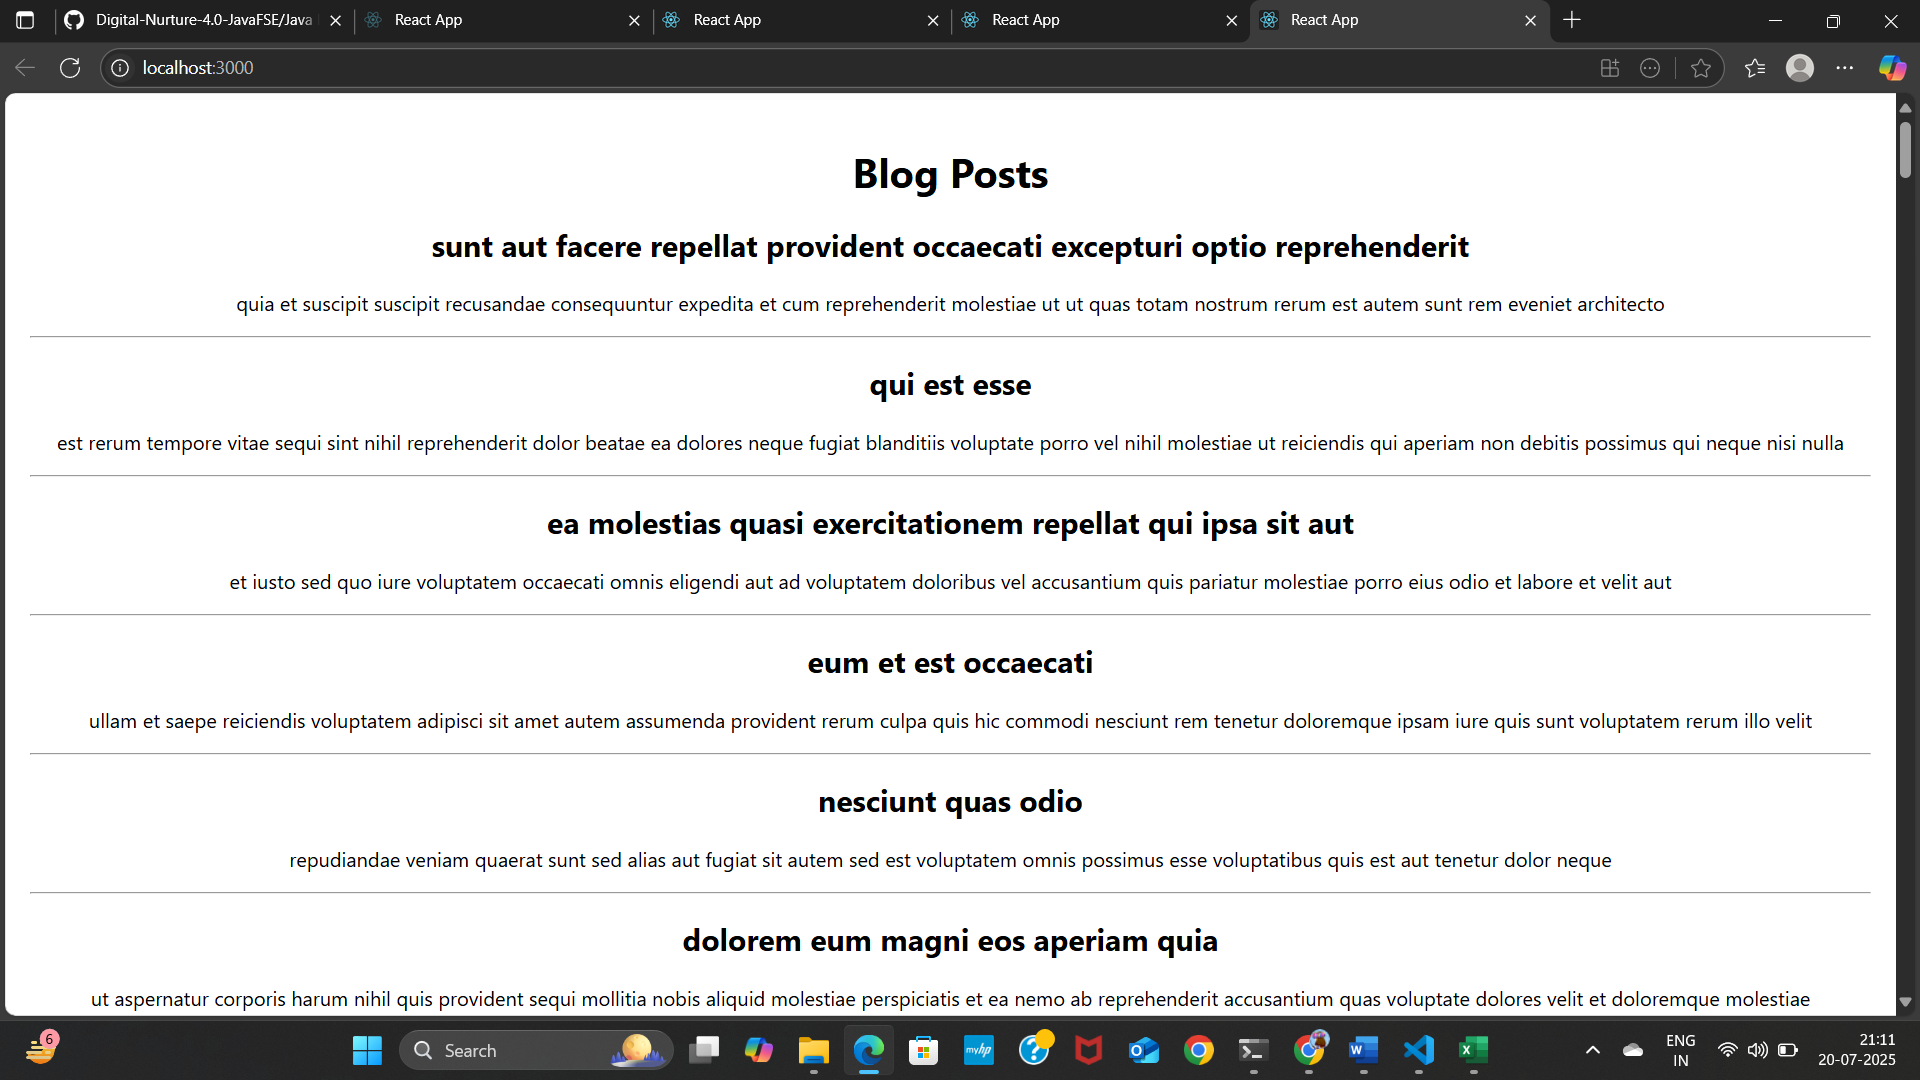 Digital-Nurture-4.0-JavaFSE/Java
React App
React App
React App
React App
localhost:3000
Blog Posts
sunt aut facere repellat provident occaecati excepturi optio reprehenderit
quia et suscipit suscipit recusandae consequuntur expedita et cum reprehenderit molestiae ut ut quas totam nostrum rerum est autem sunt rem eveniet architecto
qui est esse
est rerum tempore vitae sequi sint nihil reprehenderit dolor beatae ea dolores neque fugiat blanditiis voluptate porro vel nihil molestiae ut reiciendis qui aperiam non debitis possimus qui neque nisi nulla
ea molestias quasi exercitationem repellat qui ipsa sit aut
et iusto sed quo iure voluptatem occaecati omnis eligendi aut ad voluptatem doloribus vel accusantium quis pariatur molestiae porro eius odio et labore et velit aut
eum et est occaecati
ullam et saepe reiciendis voluptatem adipisci sit amet autem assumenda provident rerum culpa quis hic commodi nesciunt rem tenetur doloremque ipsam iure quis sunt voluptatem rerum illo velit
nesciunt quas odio
repudiandae veniam quaerat sunt sed alias aut fugiat sit autem sed est voluptatem omnis possimus esse voluptatibus quis est aut tenetur dolor neque
dolorem eum magni eos aperiam quia
ut aspernatur corporis harum nihil quis provident sequi mollitia nobis aliquid molestiae perspiciatis et ea nemo ab reprehenderit accusantium quas voluptate dolores velit et doloremque molestiae
6
Search
myhp
ENG
IN
21:11
20-07-2025